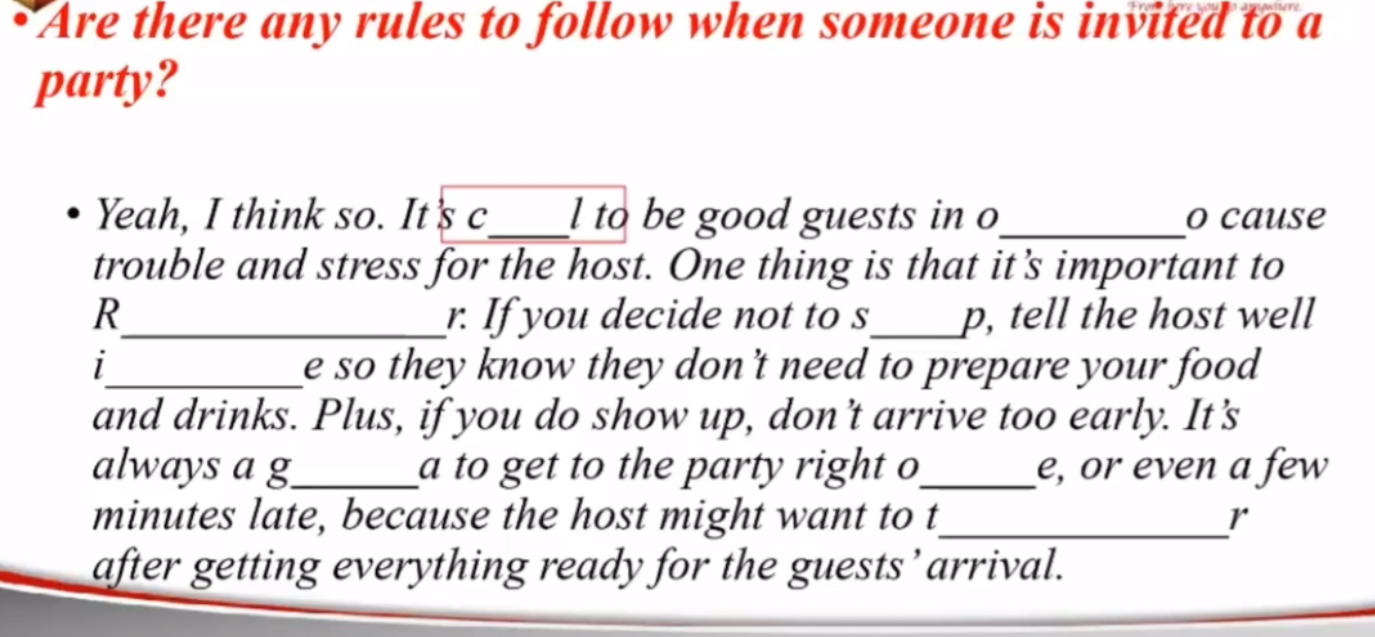 •Are there any rules to follow when someone is invited to a
party?
• Yeah, I think so. It's c____l to be good guests in o_________o cause
trouble and stress for the host. One thing is that it's important to
R________________r. If you decide not to s____p, tell the host well
i_________e so they know they don't need to prepare your food
and drinks. Plus, if you do show up, don't arrive too early. It's
always a g______a to get to the party right o_____e, or even a few
minutes late, because the host might want to t______________r
after getting everything ready for the guests' arrival.